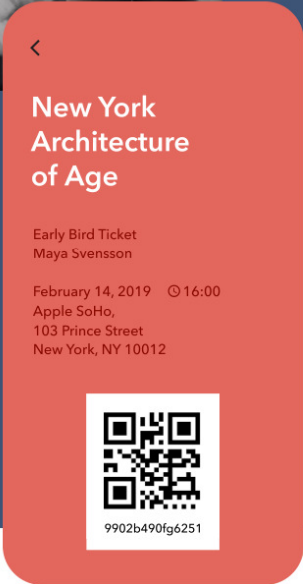 New York
Architecture
of Age
Early Bird Ticket
Maya Svensson
February 14, 2019 16:00
Apple SoHo,
103 Prince Street
New York, NY 10012
9902b490fg6251